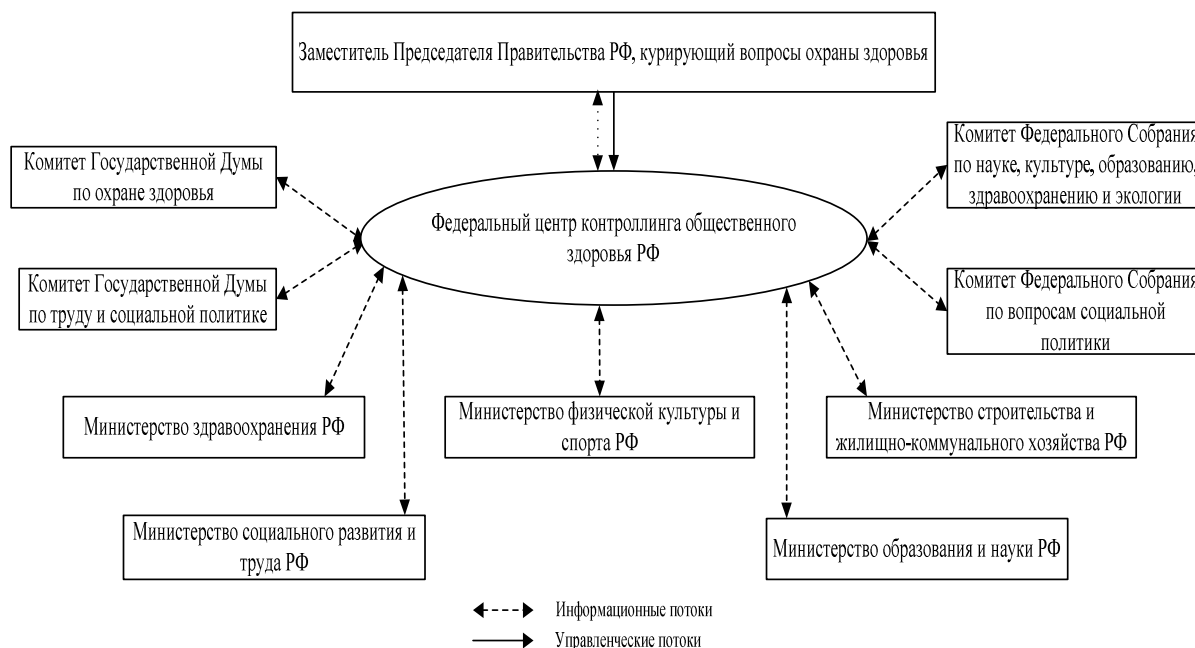 Заместитель Председателя Правительства РФ, курирующий вопросы охраны здоровья
Комитет Государственной Думы
по охране здоровья
Комитет Федерального Собрания
по науке, культуре, образованию,
здравоохранению и экологии
Федеральный центр контроллинга общественного
здоровья РФ
Комитет Государственной Думы
по труду и социальной политике
Комитет Федерального Собрания
по вопросам социальной
политики
Министерство здравоохранения РФ
Министерство физической культуры и
спорта РФ
Министерство строительства и
жилищно-коммунального хозяйства РФ
Министерство социального развития и
труда РФ
Министерство образования и науки РФ
Информационные потоки
Управленческие потоки